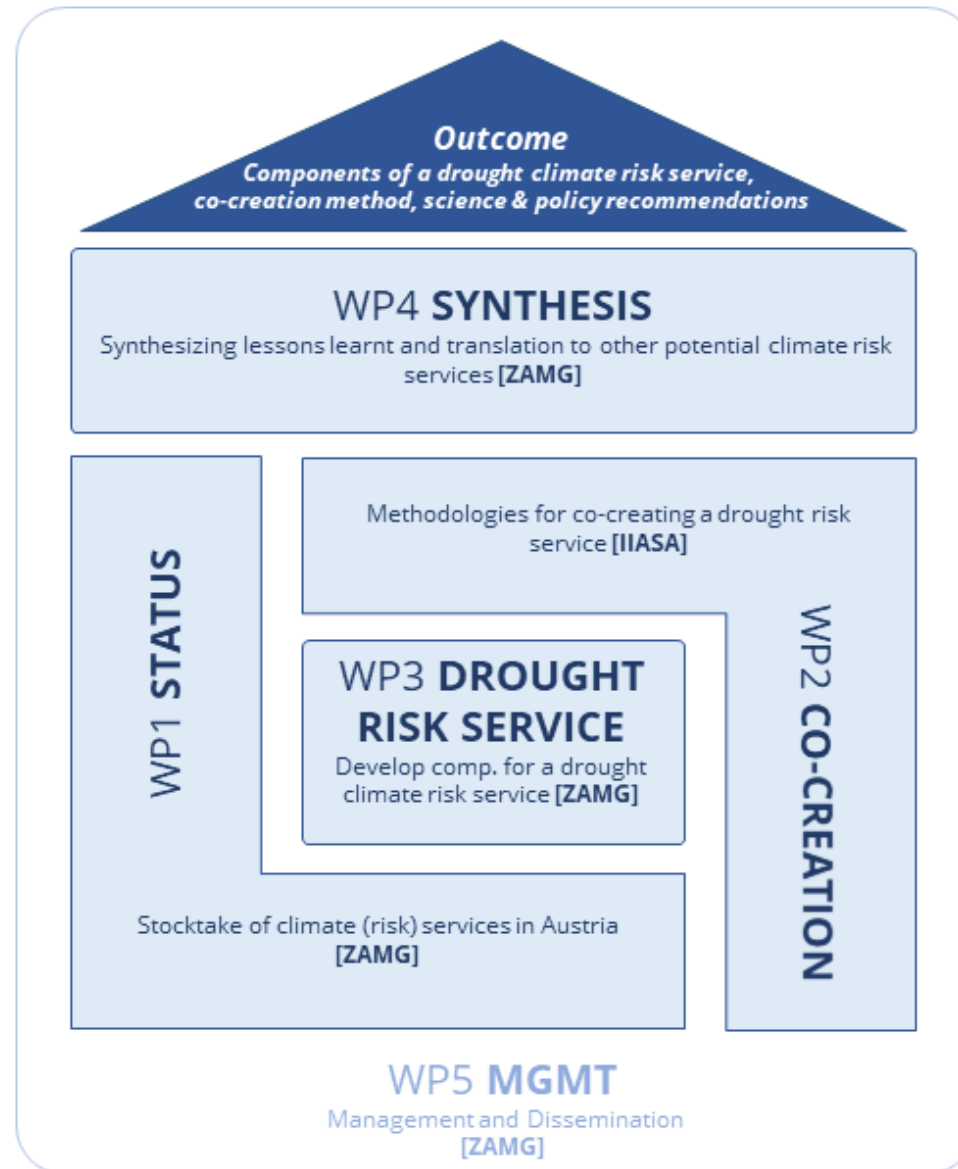 Outcome
Components of a drought climate risk service,
co-creation method, science & policy recommendations
WP4 SYNTHESIS
Synthesizing lessons learnt and translation to other potential climate risk
services [ZAMG]
WP1 STATUS
Stocktake of climate (risk) services in Austria
[ZAMG]
Methodologies for co-creating a drought risk
service [IIASA]
WP2 CO-CREATION
WP3 DROUGHT
RISK SERVICE
Develop comp. for a drought
climate risk service [ZAMG]
WP5 MGMT
Management and Dissemination
[ZAMG]